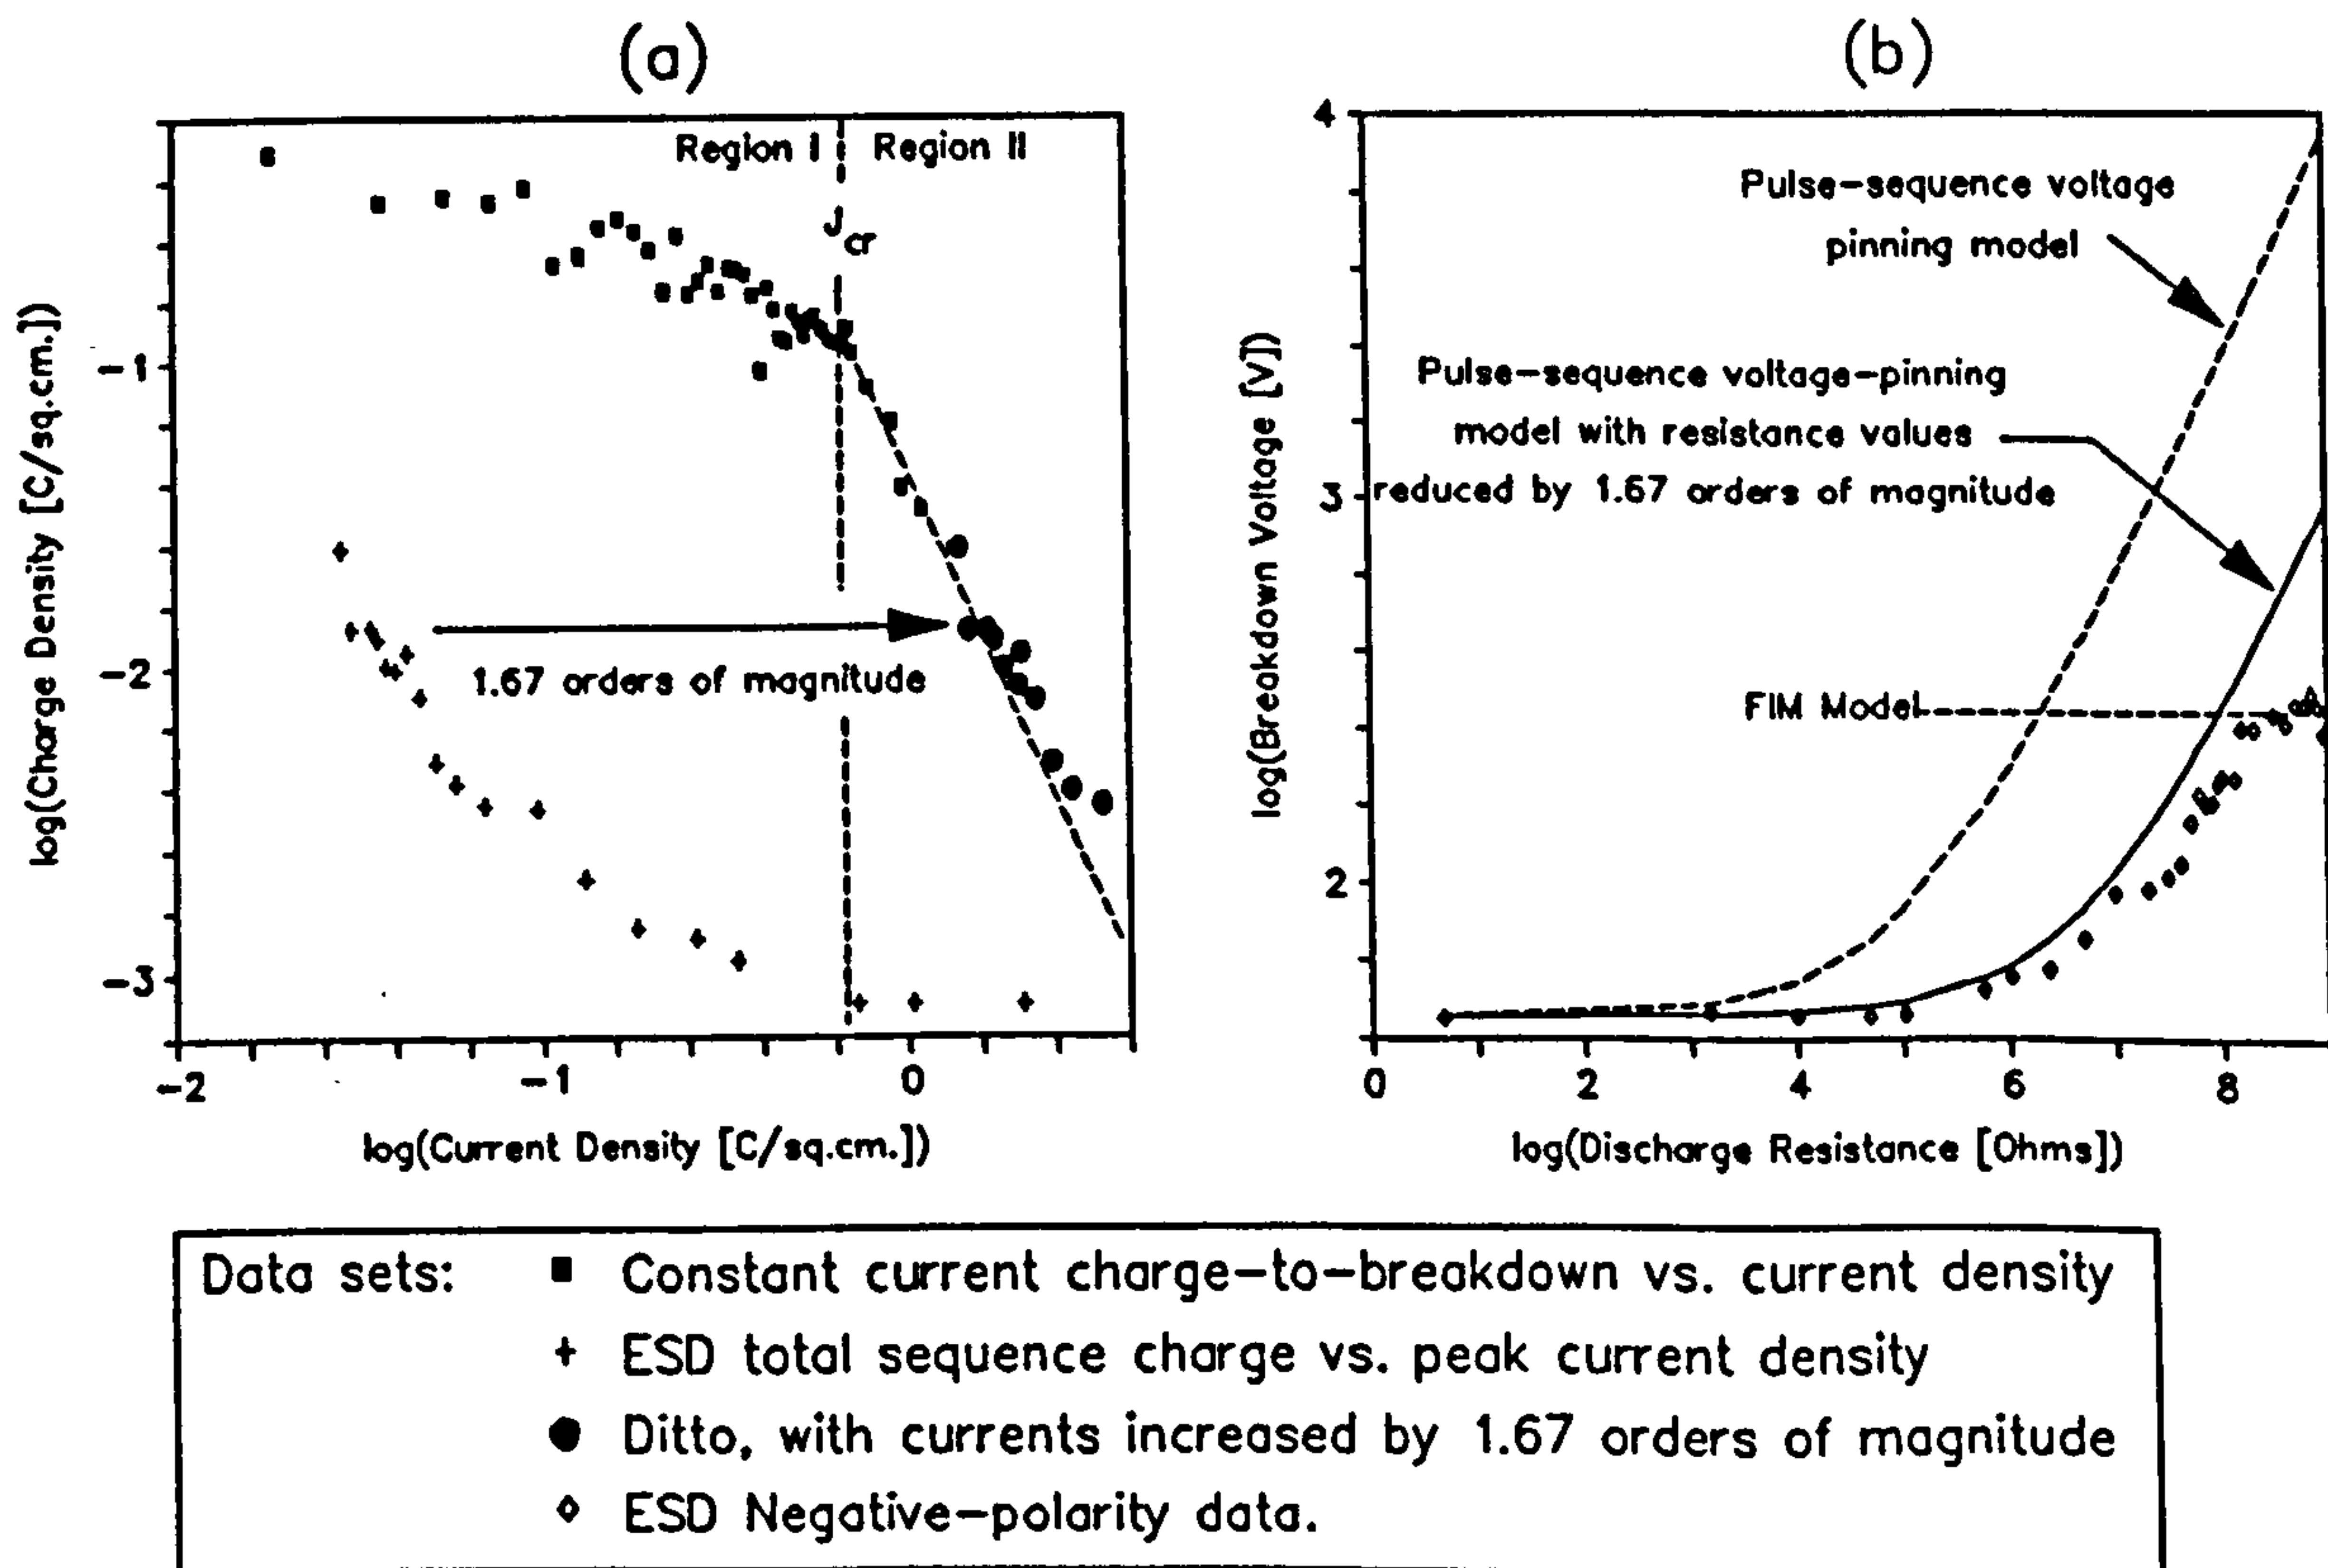 (a)
Region I
Region II
J
cr
log(Charge Density [C/sq.cm.])
-1
-2
-3
1.67 orders of magnitude
-2
-1
0
log(Current Density [C/sq.cm.])
(b)
4
3
2
log(Breakdown Voltage [V])
Pulse-sequence voltage
pinning model
Pulse-sequence voltage-pinning
model with resistance values
reduced by 1.67 orders of magnitude
FIM Model
0
2
4
6
8
log(Discharge Resistance [Ohms])
Data sets:
Constant current charge-to-breakdown vs. current density
ESD total sequence charge vs. peak current density
Ditto, with currents increased by 1.67 orders of magnitude
ESD Negative-polarity data.